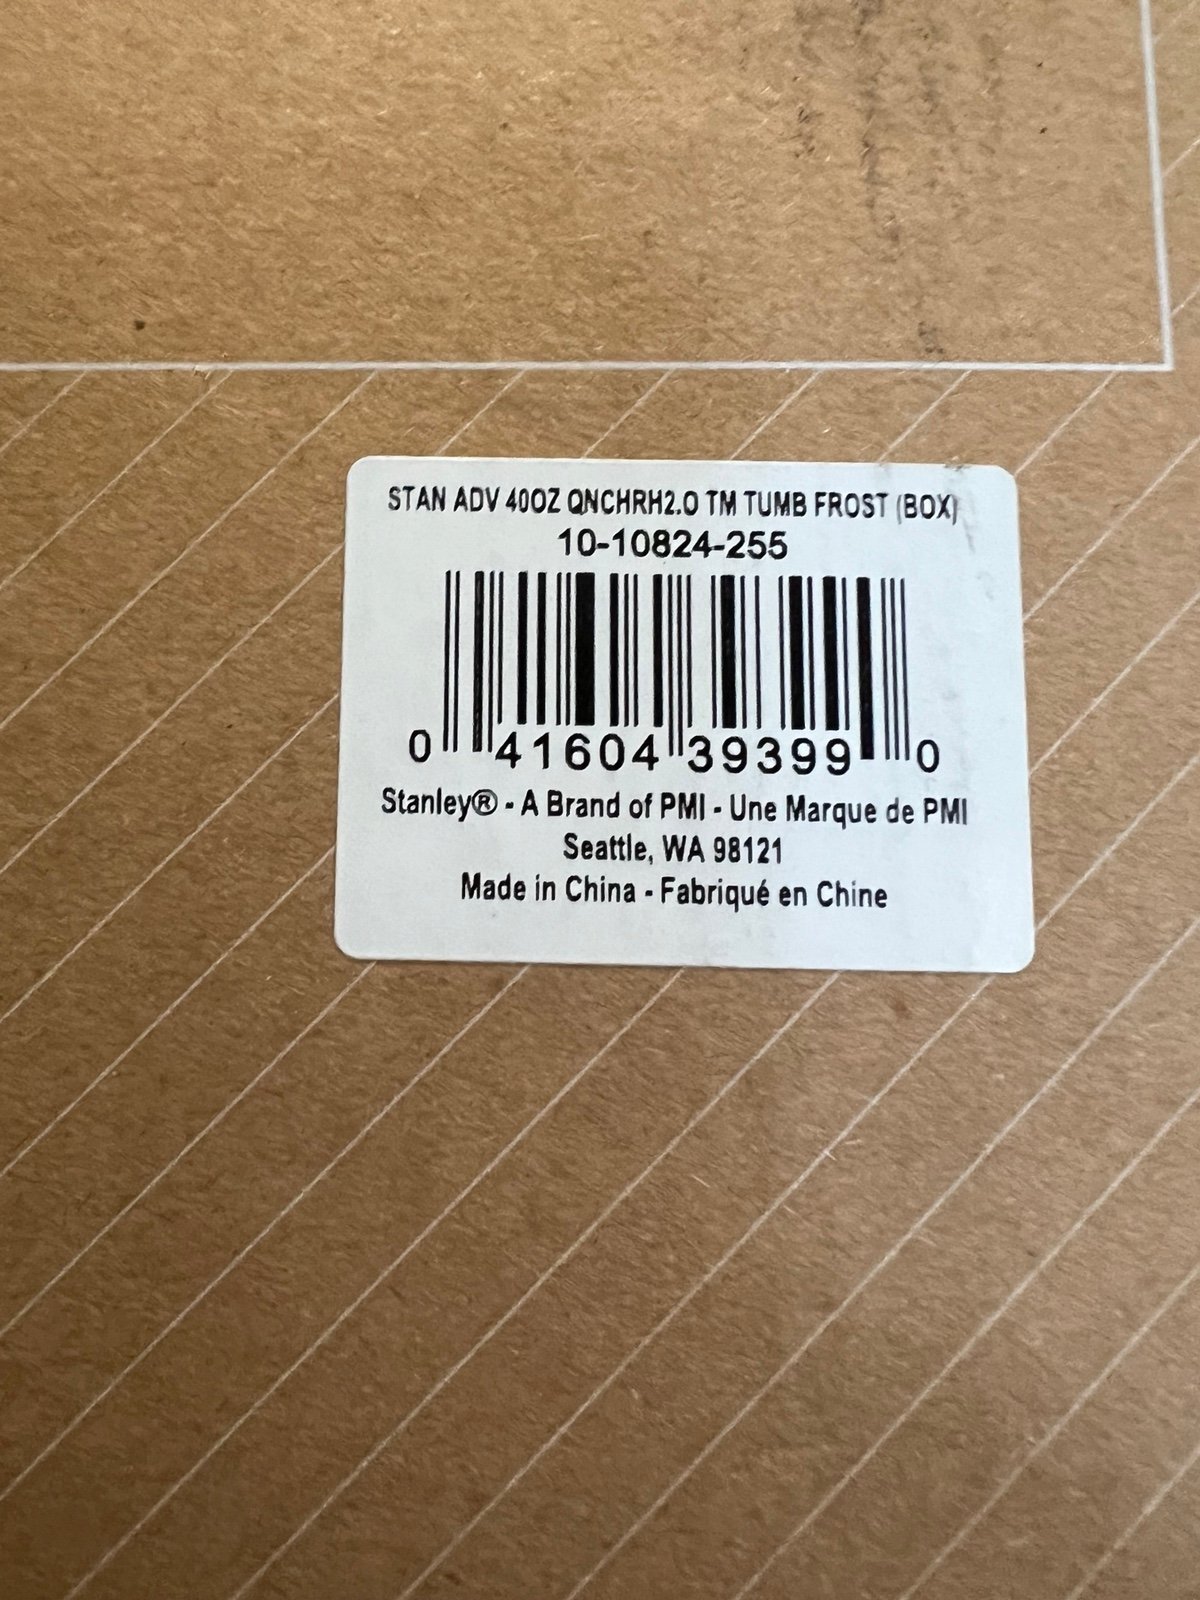 STAN ADV 40OZ QNCHRH2.0 TM TUMB FROST (BOX)
10-10824-255
0 41604 39399 0
Stanley® - A Brand of PMI - Une Marque de PMI
Seattle, WA 98121
Made in China - Fabriqué en Chine